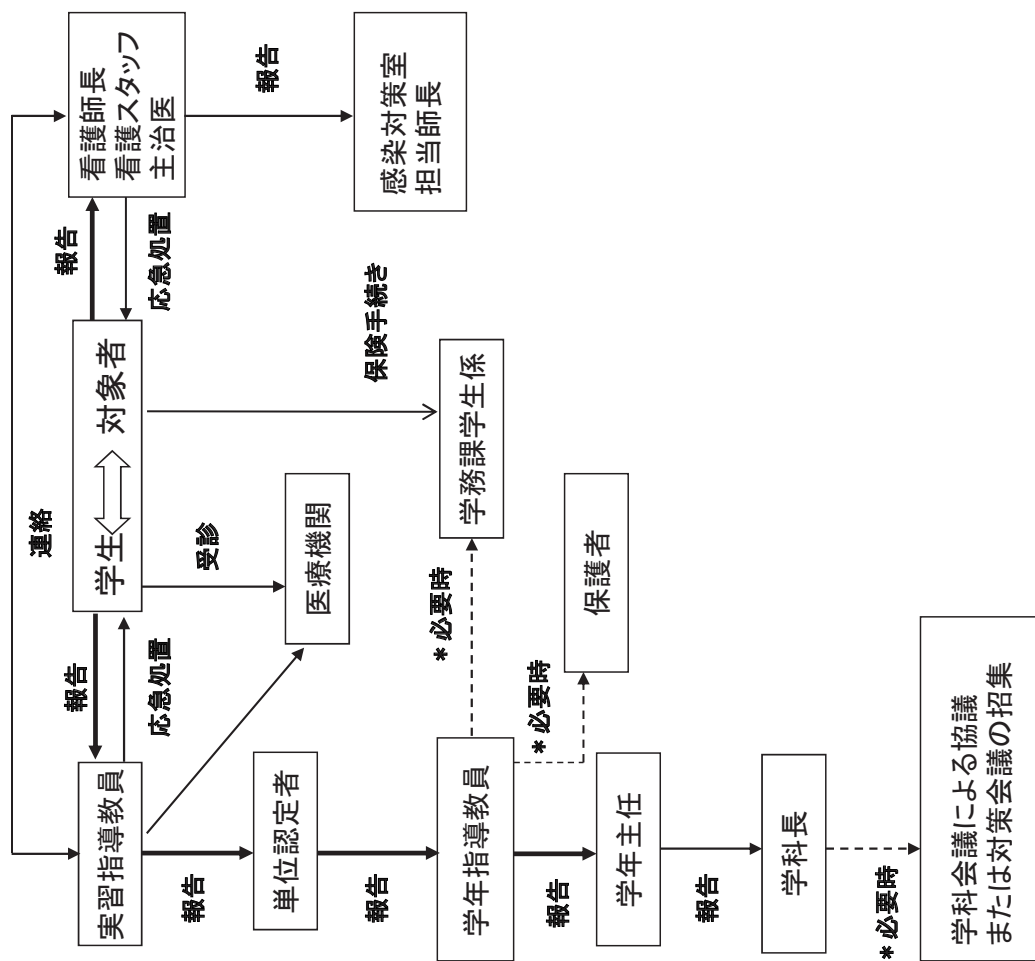 連絡
報告
報告
実習指導教員
学生
対象者
看護師長
看護スタッフ
主治医
応急処置
応急処置
報告
受診
報告
単位認定者
医療機関
報告
保険手続き
感染対策室
担当師長
＊必要時
学年指導教員
学務課学生係
＊必要時
報告
保護者
学年主任
報告
学科長
＊必要時
学科会議による協議
または対策会議の招集